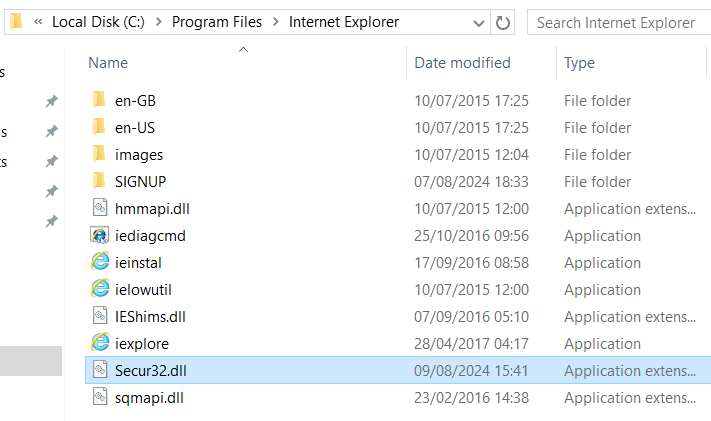 « Local Disk (C:) > Program Files > Internet Explorer Search Internet Explorer
Name Date modified Type
en-GB 10/07/2015 17:25 File folder
en-US 10/07/2015 17:25 File folder
images 10/07/2015 12:04 File folder
SIGNUP 07/08/2024 18:33 File folder
hmmapi.dll 10/07/2015 12:00 Application extens...
iediagcmd 25/10/2016 09:56 Application
ieinstal 17/09/2016 08:58 Application
ielowutil 10/07/2015 12:00 Application
IEShims.dll 07/09/2016 05:10 Application extens...
iexplore 28/04/2017 04:17 Application
Secur32.dll 09/08/2024 15:41 Application extens...
sqmapi.dll 23/02/2016 14:38 Application extens...